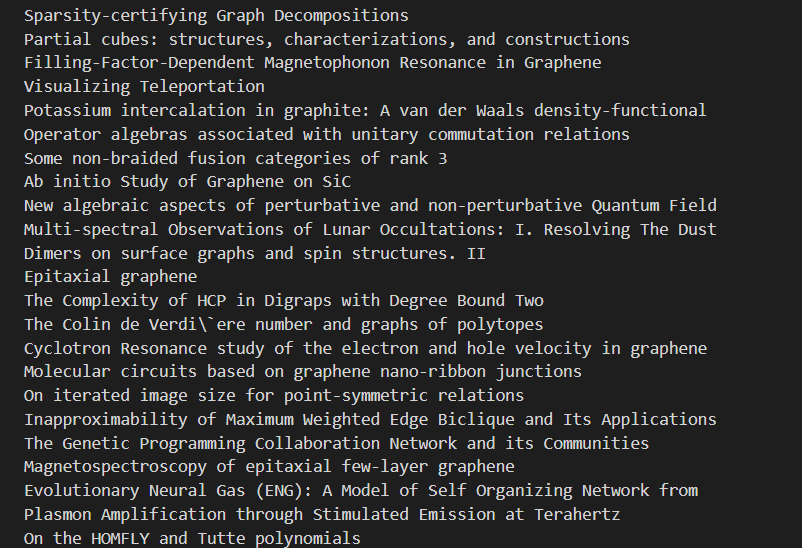 Sparsity-certifying Graph Decompositions
Partial cubes: structures, characterizations, and constructions
Filling-Factor-Dependent Magnetophonon Resonance in Graphene
Visualizing Teleportation
Potassium intercalation in graphite: A van der Waals density-functional
Operator algebras associated with unitary commutation relations
Some non-braided fusion categories of rank 3
Ab initio Study of Graphene on SiC
New algebraic aspects of perturbative and non-perturbative Quantum Field
Multi-spectral Observations of Lunar Occultations: I. Resolving The Dust
Dimers on surface graphs and spin structures. II
Epitaxial graphene
The Complexity of HCP in Digraps with Degree Bound Two
The Colin de Verdi\`ere number and graphs of polytopes
Cyclotron Resonance study of the electron and hole velocity in graphene
Molecular circuits based on graphene nano-ribbon junctions
On iterated image size for point-symmetric relations
Inapproximability of Maximum Weighted Edge Biclique and Its Applications
The Genetic Programming Collaboration Network and its Communities
Magnetospectroscopy of epitaxial few-layer graphene
Evolutionary Neural Gas (ENG): A Model of Self Organizing Network from
Plasmon Amplification through Stimulated Emission at Terahertz
On the HOMFLY and Tutte polynomials